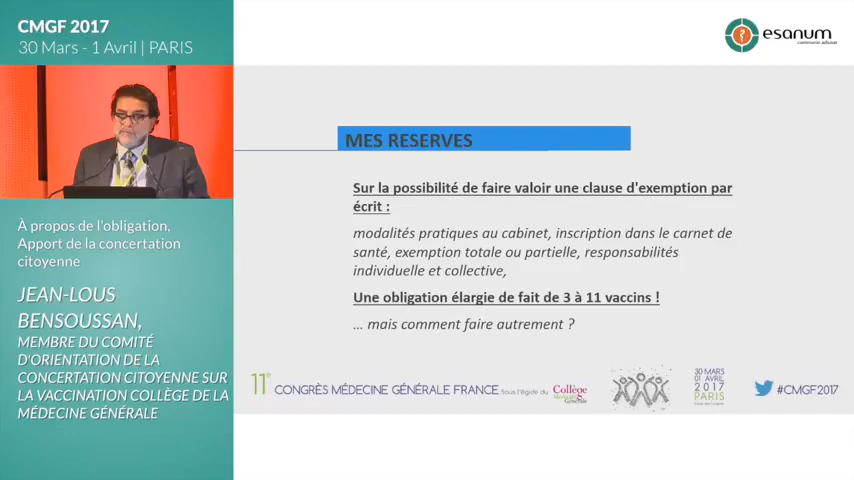 CMGF 2017
30 Mars - 1 Avril | PARIS
esanum
MES RESERVES
Sur la possibilité de faire valoir une clause d'exemption par
écrit :
modalités pratiques au cabinet, inscription dans le carnet de
santé, exemption totale ou partielle, responsabilités
individuelle et collective,
Une obligation élargie de fait de 3 à 11 vaccins !
… mais comment faire autrement ?
À propos de l'obligation,
Apport de la concertation
citoyenne
JEAN-LOUS
BENSOUSSAN,
MEMBRE DU COMITÉ
D'ORIENTATION DE LA
CONCERTATION CITOYENNE SUR
LA VACCINATION COLLÈGE DE LA
MÉDECINE GÉNÉRALE
11e CONGRÈS MÉDECINE GÉNÉRALE FRANCE Sous l'égide du
Collège
Médecine
Générale
30 MARS
01 AVRIL
2017
PARIS
#CMGF2017